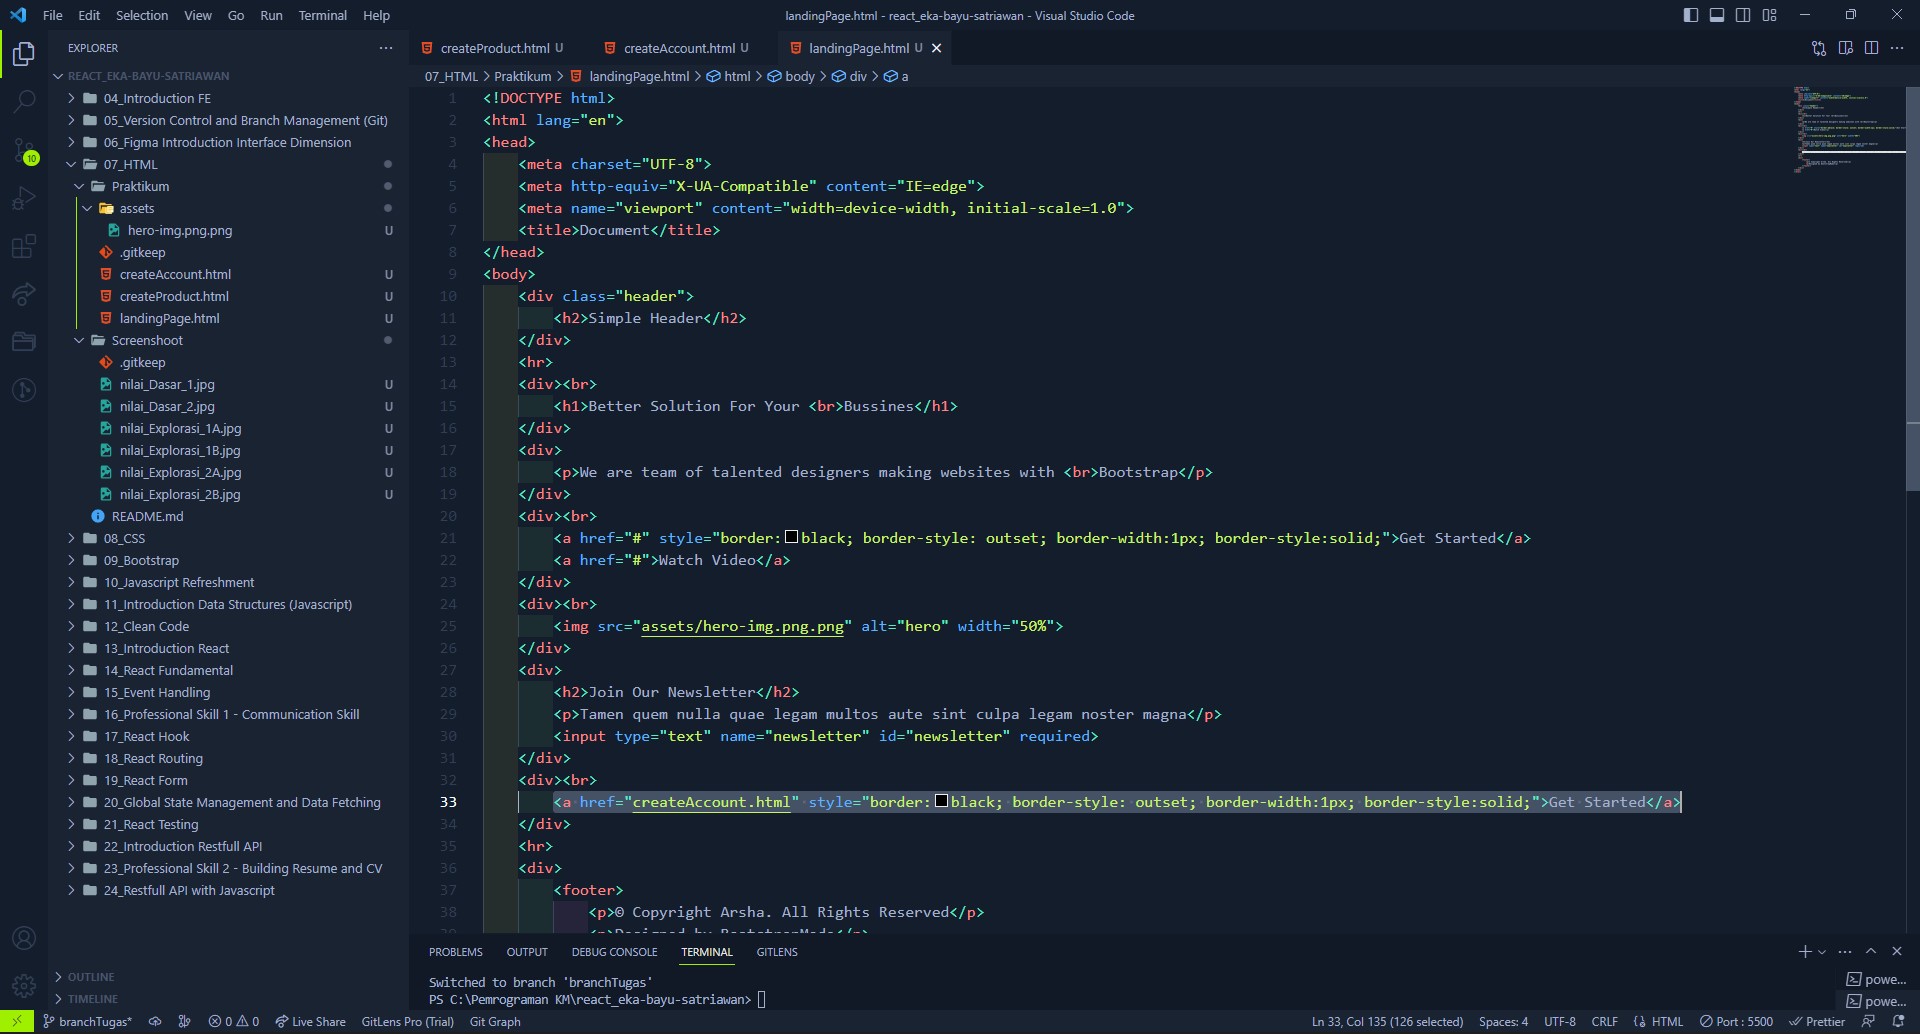 File Edit Selection View Go Run Terminal Help
landingPage.html - react_eka-bayu-satriawan - Visual Studio Code
EXPLORER
REACT_EKA-BAYU-SATRIAWAN
04_Introduction FE
05_Version Control and Branch Management (Git)
06_Figma Introduction Interface Dimension
07_HTML
Praktikum
assets
hero-img.png.png U
.gitkeep
createAccount.html U
createProduct.html U
landingPage.html U
Screenshoot
.gitkeep
nilai_Dasar_1.jpg U
nilai_Dasar_2.jpg U
nilai_Explorasi_1A.jpg U
nilai_Explorasi_1B.jpg U
nilai_Explorasi_2A.jpg U
nilai_Explorasi_2B.jpg U
README.md
08_CSS
09_Bootstrap
10_Javascript Refreshment
11_Introduction Data Structures (Javascript)
12_Clean Code
13_Introduction React
14_React Fundamental
15_Event Handling
16_Professional Skill 1 - Communication Skill
17_React Hook
18_React Routing
19_React Form
20_Global State Management and Data Fetching
21_React Testing
22_Introduction Restfull API
23_Professional Skill 2 - Building Resume and CV
24_Restfull API with Javascript
OUTLINE
TIMELINE
10
createProduct.html U createAccount.html U landingPage.html U
07_HTML > Praktikum > landingPage.html > html > body > div > a
1 <!DOCTYPE html>
2 <html lang="en">
3 <head>
4 <meta charset="UTF-8">
5 <meta http-equiv="X-UA-Compatible" content="IE=edge">
6 <meta name="viewport" content="width=device-width, initial-scale=1.0">
7 <title>Document</title>
8 </head>
9 <body>
10 <div class="header">
11 <h2>Simple Header</h2>
12 </div>
13 <hr>
14 <div><br>
15 <h1>Better Solution For Your <br>Bussines</h1>
16 </div>
17 <div>
18 <p>We are team of talented designers making websites with <br>Bootstrap</p>
19 </div>
20 <div><br>
21 <a href="#" style="border: black; border-style: outset; border-width:1px; border-style:solid;">Get Started</a>
22 <a href="#">Watch Video</a>
23 </div>
24 <div><br>
25 <img src="assets/hero-img.png.png" alt="hero" width="50%">
26 </div>
27 <div>
28 <h2>Join Our Newsletter</h2>
29 <p>Tamen quem nulla quae legam multos aute sint culpa legam noster magna</p>
30 <input type="text" name="newsletter" id="newsletter" required>
31 </div>
32 <div><br>
33 <a href="createAccount.html" style="border: black; border-style: outset; border-width:1px; border-style:solid;">Get Started</a>
34 </div>
35 <hr>
36 <div>
37 <footer>
38 <p>© Copyright Arsha. All Rights Reserved</p>
PROBLEMS OUTPUT DEBUG CONSOLE TERMINAL GITLENS
Switched to branch 'branchTugas'
PS C:\Pemrograman KM\react_eka-bayu-satriawan>
powe...
powe...
branchTugas* 0 0 Live Share GitLens Pro (Trial) Git Graph Ln 33, Col 135 (126 selected) Spaces: 4 UTF-8 CRLF HTML Port : 5500 Prettier